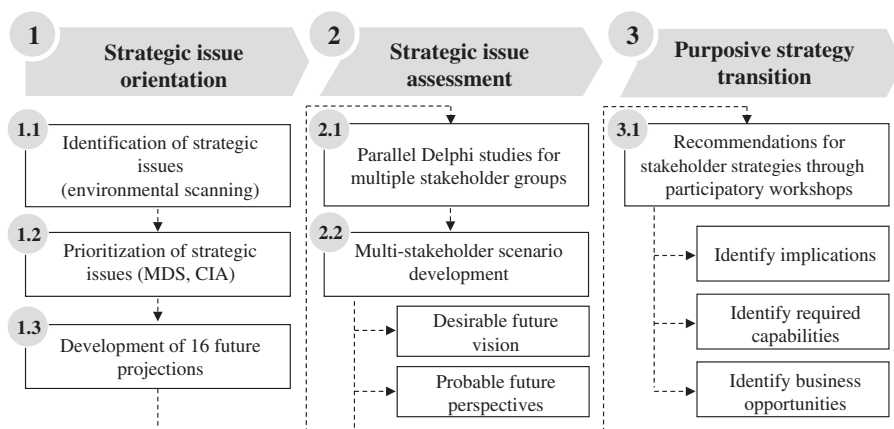 1
Strategic issue
orientation
1.1
Identification of strategic
issues
(environmental scanning)
1.2
Prioritization of strategic
issues (MDS, CIA)
1.3
Development of 16 future
projections
2
Strategic issue
assessment
2.1
Parallel Delphi studies for
multiple stakeholder groups
2.2
Multi-stakeholder scenario
development
Desirable future
vision
Probable future
perspectives
3
Purposive strategy
transition
3.1
Recommendations for
stakeholder strategies through
participatory workshops
Identify implications
Identify required
capabilities
Identify business
opportunities